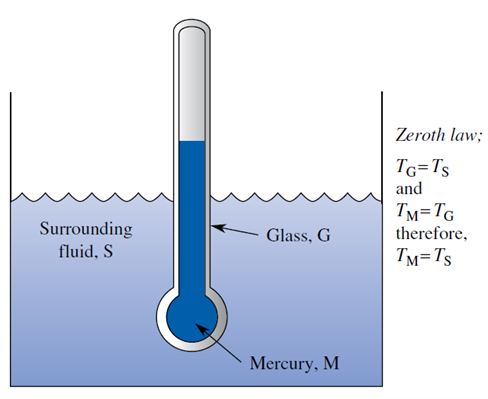 Zeroth law;
TG=TS
and
TM=TG
therefore,
TM=TS
Surrounding
fluid, S
Glass, G
Mercury, M